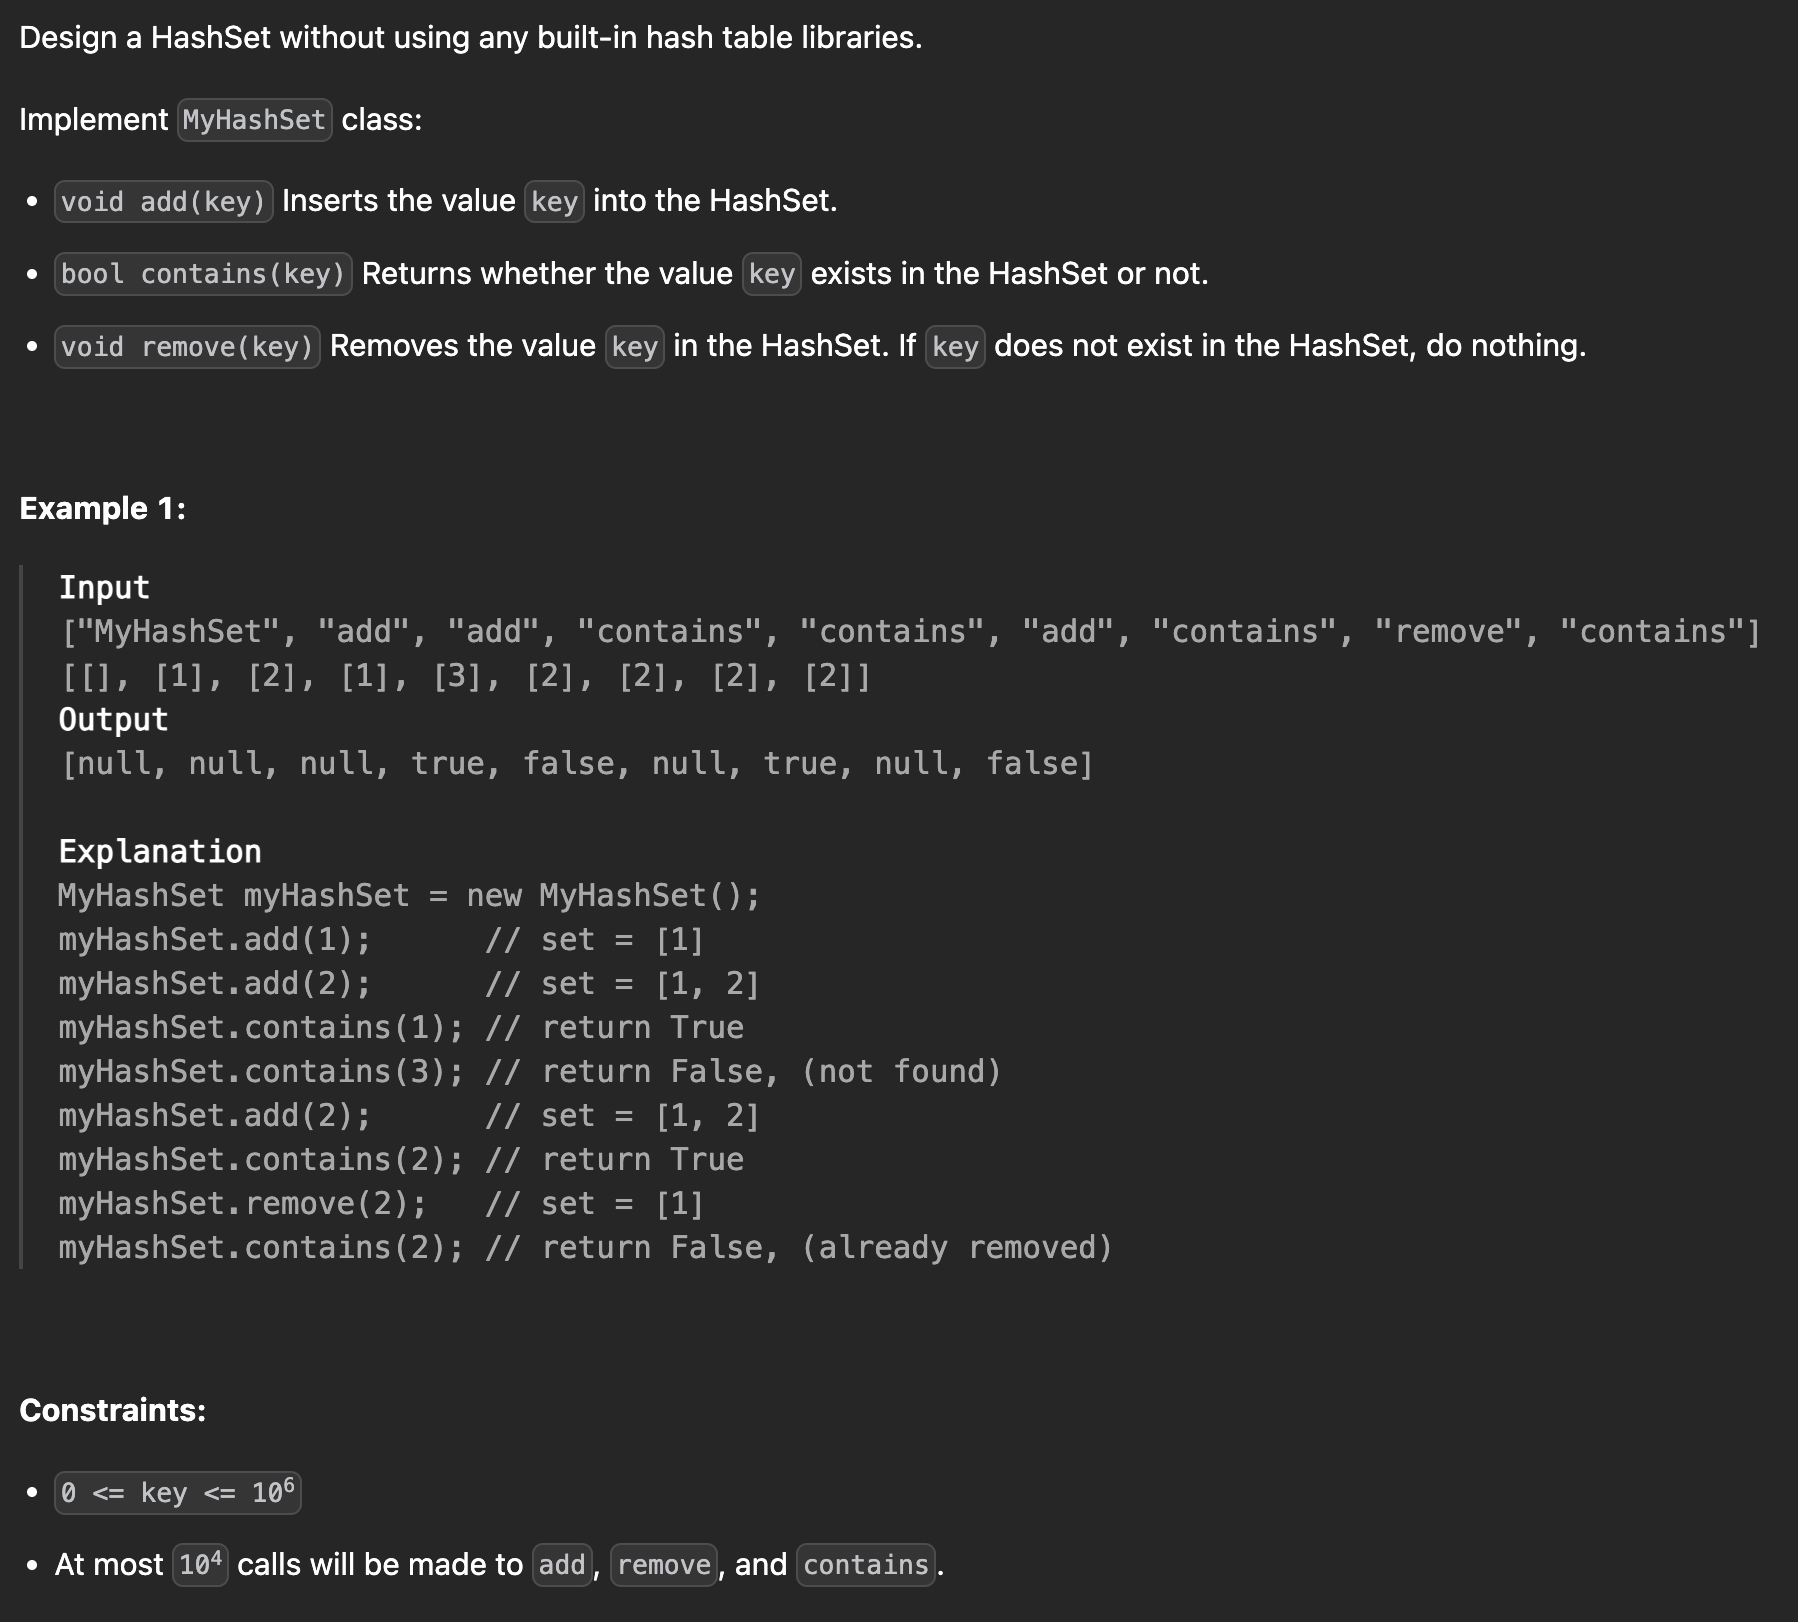 Design a HashSet without using any built-in hash table libraries.
Implement MyHashSet class:
• void add(key) Inserts the value key into the HashSet.
• bool contains(key) Returns whether the value key exists in the HashSet or not.
• void remove(key) Removes the value key in the HashSet. If key does not exist in the HashSet, do nothing.
Example 1:
Input
["MyHashSet", "add", "add", "contains", "contains", "add", "contains", "remove", "contains"]
[[], [1], [2], [1], [3], [2], [2], [2], [2]]
Output
[null, null, null, true, false, null, true, null, false]
Explanation
MyHashSet myHashSet = new MyHashSet();
myHashSet.add(1);      // set = [1]
myHashSet.add(2);      // set = [1, 2]
myHashSet.contains(1); // return True
myHashSet.contains(3); // return False, (not found)
myHashSet.add(2);      // set = [1, 2]
myHashSet.contains(2); // return True
myHashSet.remove(2);   // set = [1]
myHashSet.contains(2); // return False, (already removed)
Constraints:
• 0 <= key <= 10⁶
• At most 10⁴ calls will be made to add, remove, and contains.